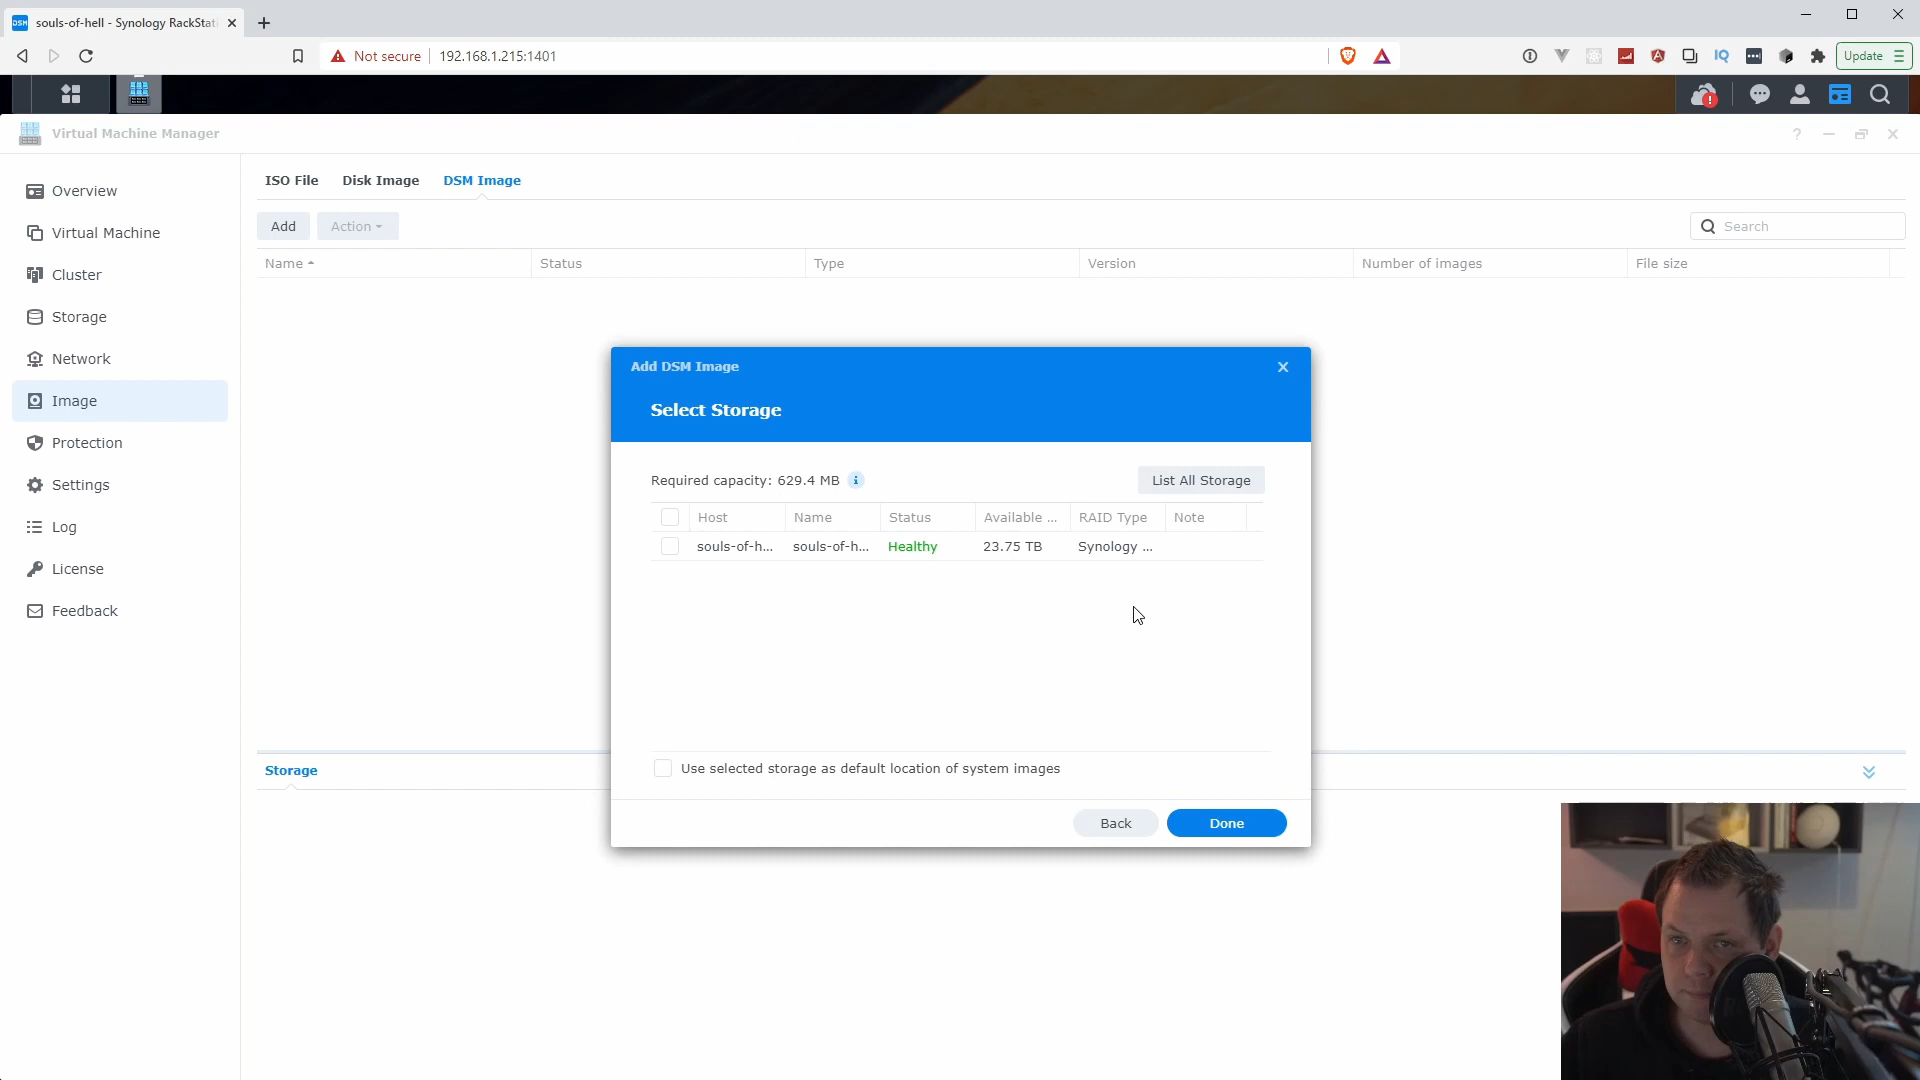 souls-of-hell - Synology RackStati
Not secure
192.168.1.215:1401
Update
Virtual Machine Manager
?
Overview
Virtual Machine
Cluster
Storage
Network
Image
Protection
Settings
Log
License
Feedback
ISO File
Disk Image
DSM Image
Add
Action
Search
Name
Status
Type
Version
Number of images
File size
Add DSM Image
Select Storage
Required capacity: 629.4 MB
List All Storage
Host
Name
Status
Available ...
RAID Type
Note
souls-of-h...
souls-of-h...
Healthy
23.75 TB
Synology ...
Use selected storage as default location of system images
Back
Done
Storage